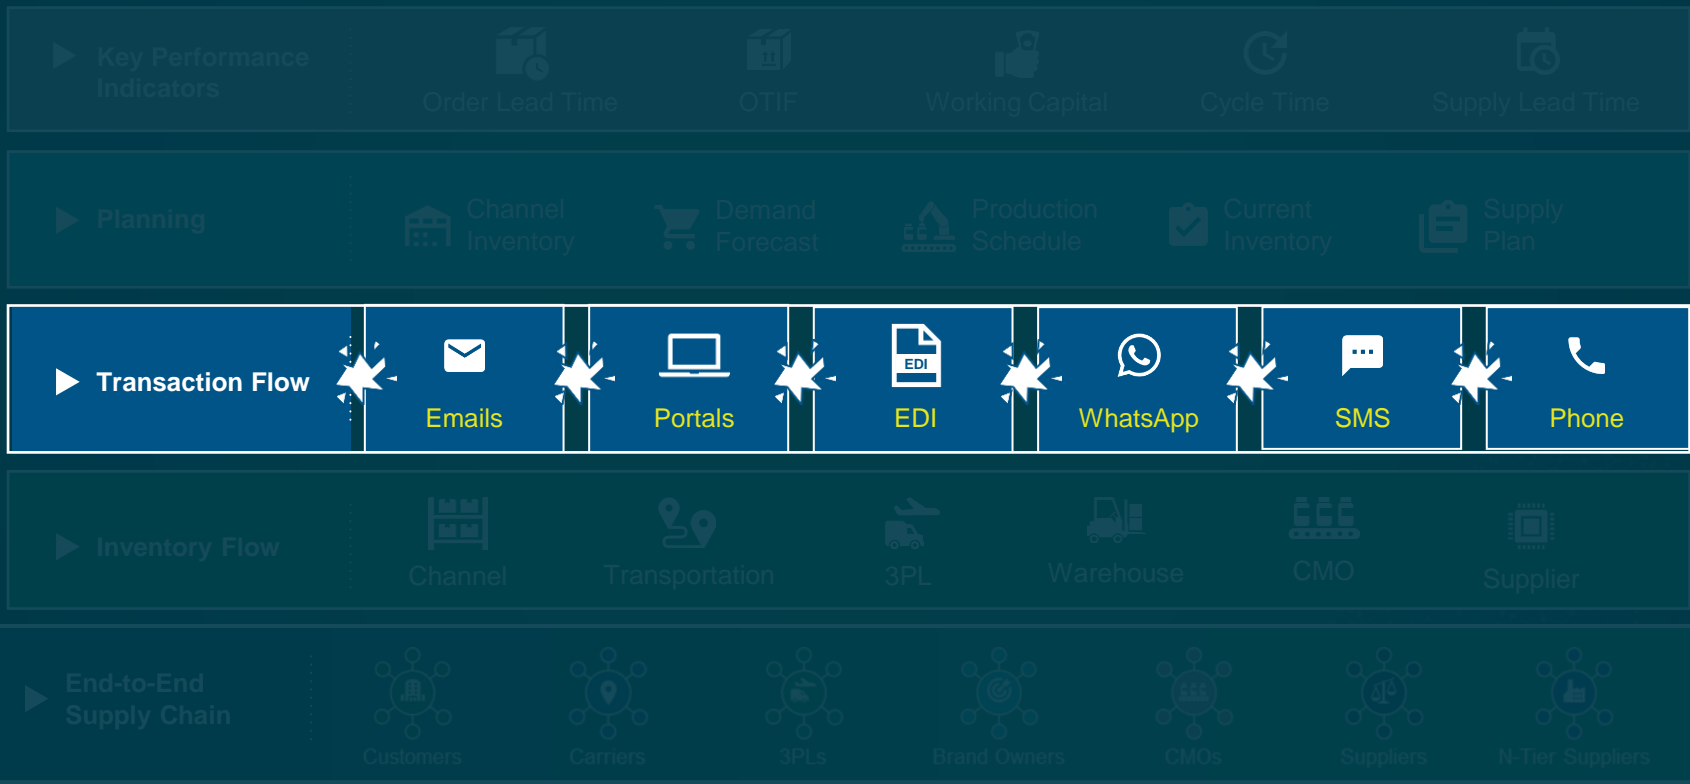 Key Performance
Indicators
Order Lead Time
OTIF
Working Capital
Cycle Time
Supply Lead Time
Planning
Channel
Inventory
Demand
Forecast
Production
Schedule
Current
Inventory
Supply
Plan
Transaction Flow
Emails
Portals
EDI
EDI
WhatsApp
SMS
Phone
Inventory Flow
Channel
Transportation
3PL
Warehouse
CMO
Supplier
End-to-End
Supply Chain
Customers
Carriers
3PLs
Brand Owners
CMOs
Suppliers
N-Tier Suppliers